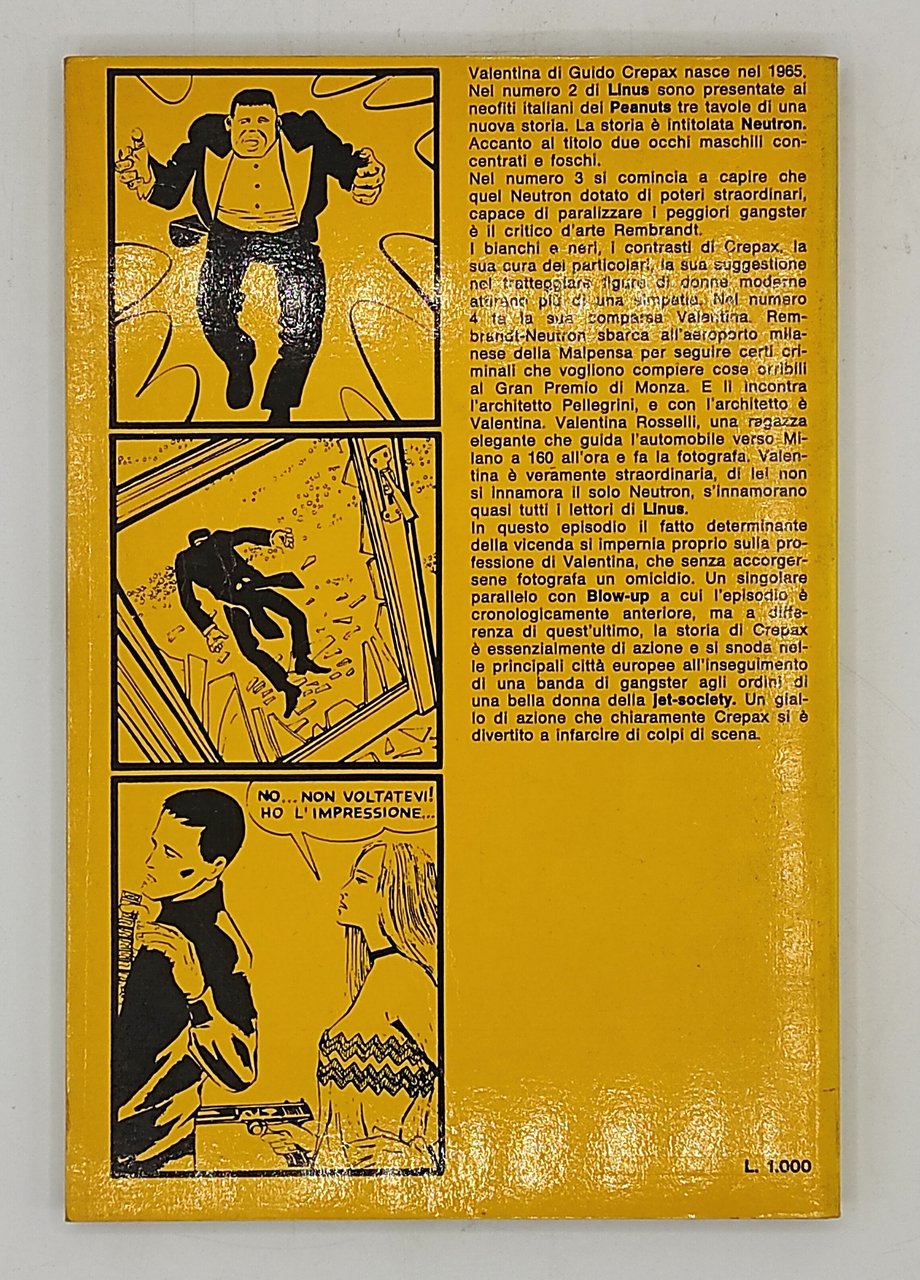 Valentina di Guido Crepax nasce nel 1965.
Nel numero 2 di Linus sono presentate ai
neofiti italiani dei Peanuts tre tavole di una
nuova storia. La storia è intitolata Neutron.
Accanto al titolo due occhi maschili con-
centrati e foschi.
Nel numero 3 si comincia a capire che
quel Neutron dotato di poteri straordinari,
capace di paralizzare i peggiori gangster
è il critico d'arte Rembrandt.
I bianchi e neri, i contrasti di Crepax, la
sua cura dei particolari, la sua suggestione
nel tratteggiare figure di donne moderne
attirano più di una simpatia. Nel numero
4 fa la sua comparsa Valentina. Rem-
brandt-Neutron sbarca all'aeroporto mila-
nese della Malpensa per seguire certi cri-
minali che vogliono compiere cose orribili
al Gran Premio di Monza. E lì incontra
l'architetto Pellegrini, e con l'architetto è
Valentina. Valentina Rosselli, una ragazza
elegante che guida l'automobile verso Mi-
lano a 160 all'ora e fa la fotografa. Valen-
tina è veramente straordinaria, di lei non
si innamora il solo Neutron, s'innamorano
quasi tutti i lettori di Linus.
In questo episodio il fatto determinante
della vicenda si impernia proprio sulla pro-
fessione di Valentina, che senza accorger-
sene fotografa un omicidio. Un singolare
parallelo con Blow-up a cui l'episodio è
cronologicamente anteriore, ma a diffe-
renza di quest'ultimo, la storia di Crepax
è essenzialmente di azione e si snoda nel-
le principali città europee all'inseguimento
di una banda di gangster agli ordini di
una bella donna della jet-society. Un gial-
lo di azione che chiaramente Crepax si è
divertito a infarcire di colpi di scena.
NO... NON VOLTATEVI!
HO L'IMPRESSIONE...
L. 1.000